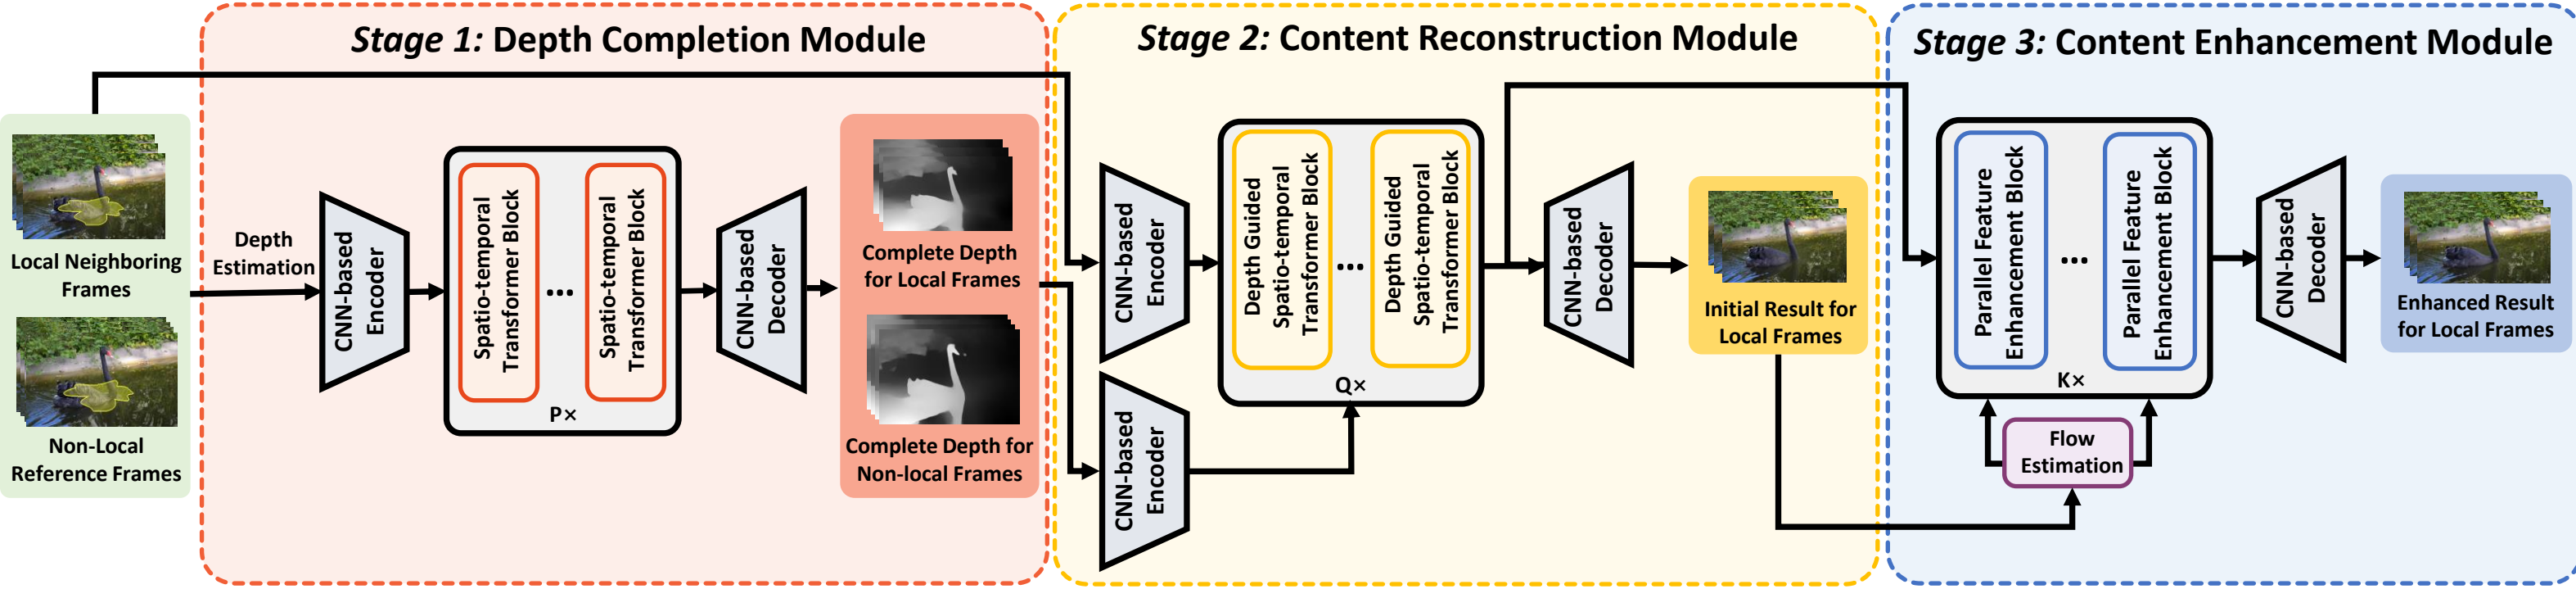 Stage 1: Depth Completion Module
Local Neighboring
Frames
Non-Local
Reference Frames
Depth
Estimation
CNN-based
Encoder
Spatio-temporal
Transformer Block
...
Spatio-temporal
Transformer Block
P×
CNN-based
Decoder
Complete Depth
for Local Frames
Complete Depth for
Non-local Frames
Stage 2: Content Reconstruction Module
CNN-based
Encoder
CNN-based
Encoder
Depth Guided
Spatio-temporal
Transformer Block
...
Depth Guided
Spatio-temporal
Transformer Block
Q×
CNN-based
Decoder
Initial Result for
Local Frames
Stage 3: Content Enhancement Module
Parallel Feature
Enhancement Block
...
Parallel Feature
Enhancement Block
K×
Flow
Estimation
CNN-based
Decoder
Enhanced Result
for Local Frames